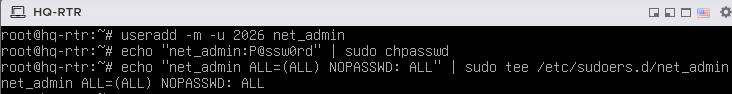 HQ-RTR
root@hq-rtr:~# useradd -m -u 2026 net_admin
root@hq-rtr:~# echo "net_admin:P@ssw0rd" | sudo chpasswd
root@hq-rtr:~# echo "net_admin ALL=(ALL) NOPASSWD: ALL" | sudo tee /etc/sudoers.d/net_admin
net_admin ALL=(ALL) NOPASSWD: ALL